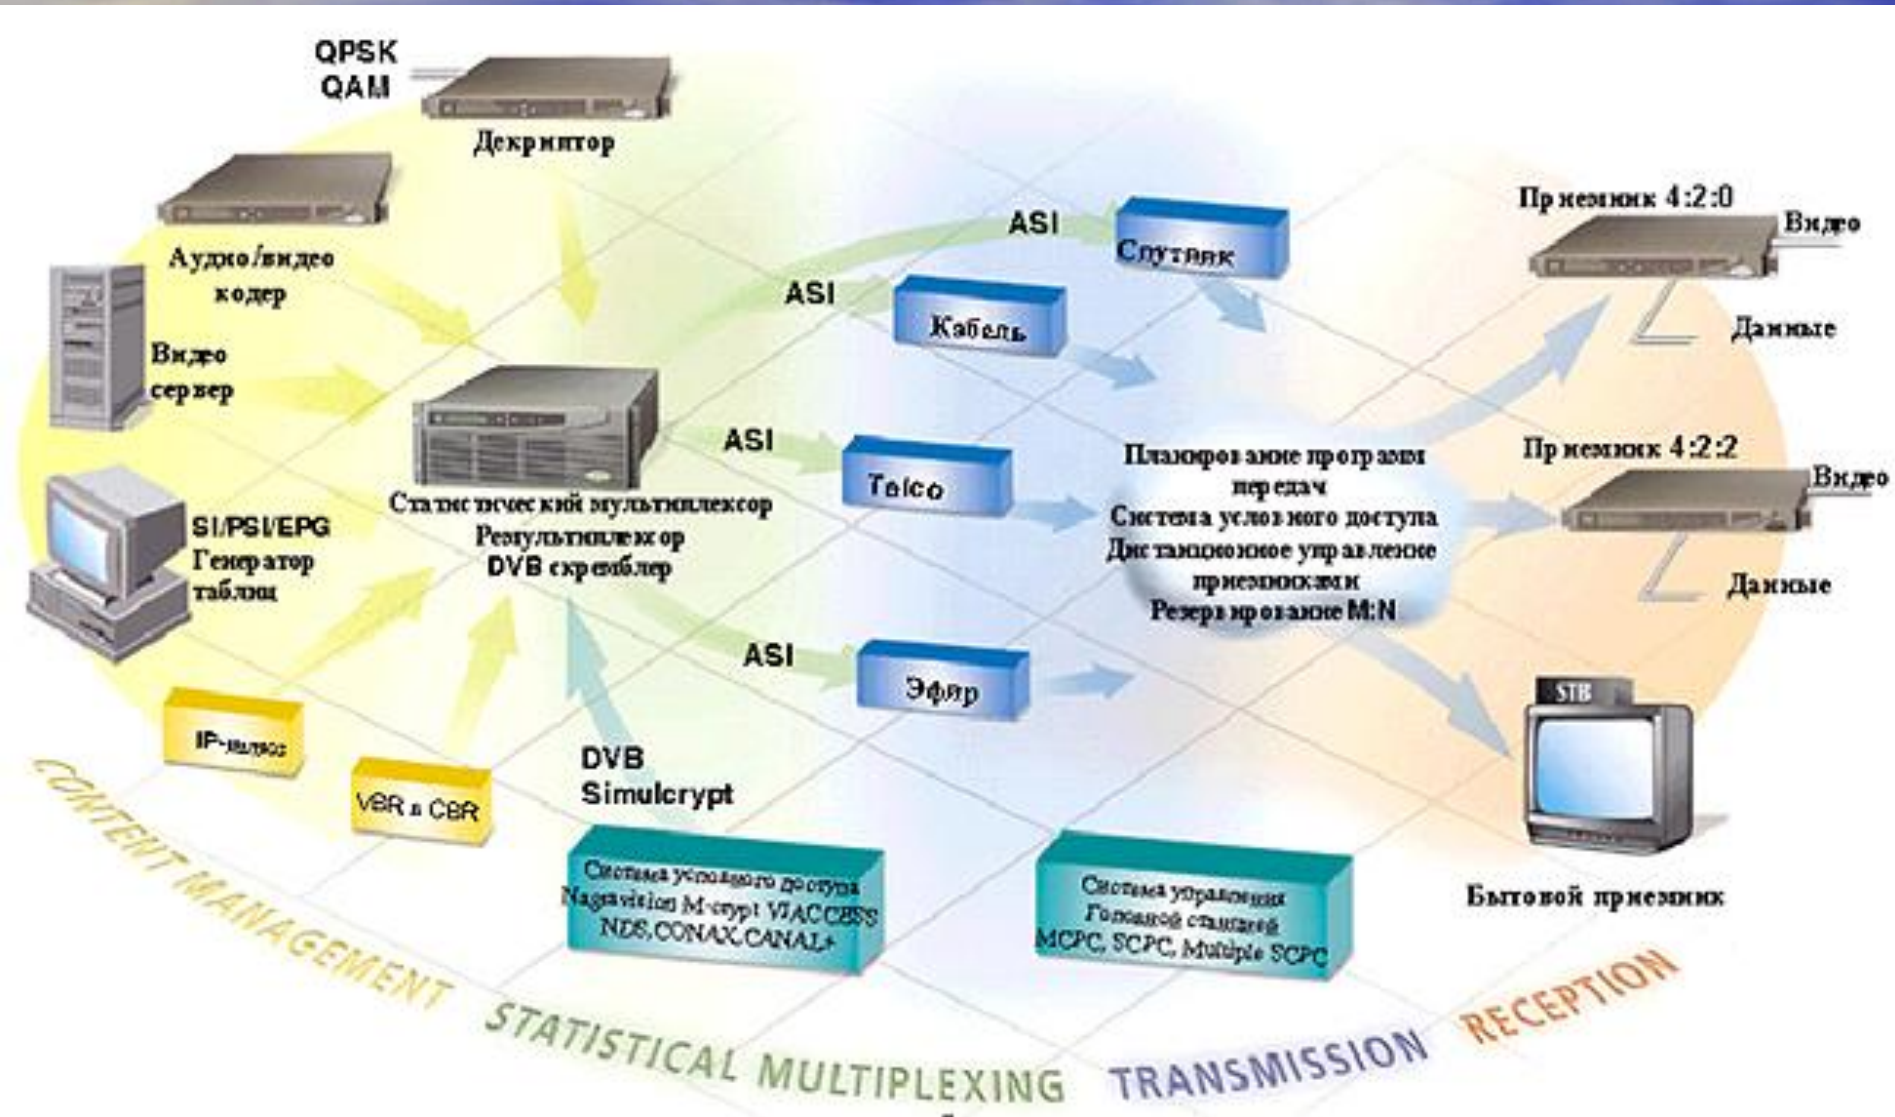 QPSK
QAM
Декриптор
Аудио/видео
кодер
Видео
сервер
SI/PSI/EPG
Генератор
таблиц
IP-
VBR и CBR
Статистический мультиплексор
Ремультиплексор
DVB скремблер
ASI
Спутник
ASI
Кабель
ASI
Telco
ASI
Эфир
DVB
Simulcrypt
Система условного доступа
Nagravision M-crypt VIACCESS
NDS, CONAX, CANAL+
Система управления
Головной станцией
MCPC, SCPC, Multiple SCPC
Планирование программ
передач
Система условного доступа
Дистанционное управление
приемниками
Резервирование M:N
Приемник 4:2:0
Видео
Данные
Приемник 4:2:2
Видео
Данные
STB
Бытовой приемник
CONTENT MANAGEMENT
STATISTICAL MULTIPLEXING
TRANSMISSION
RECEPTION